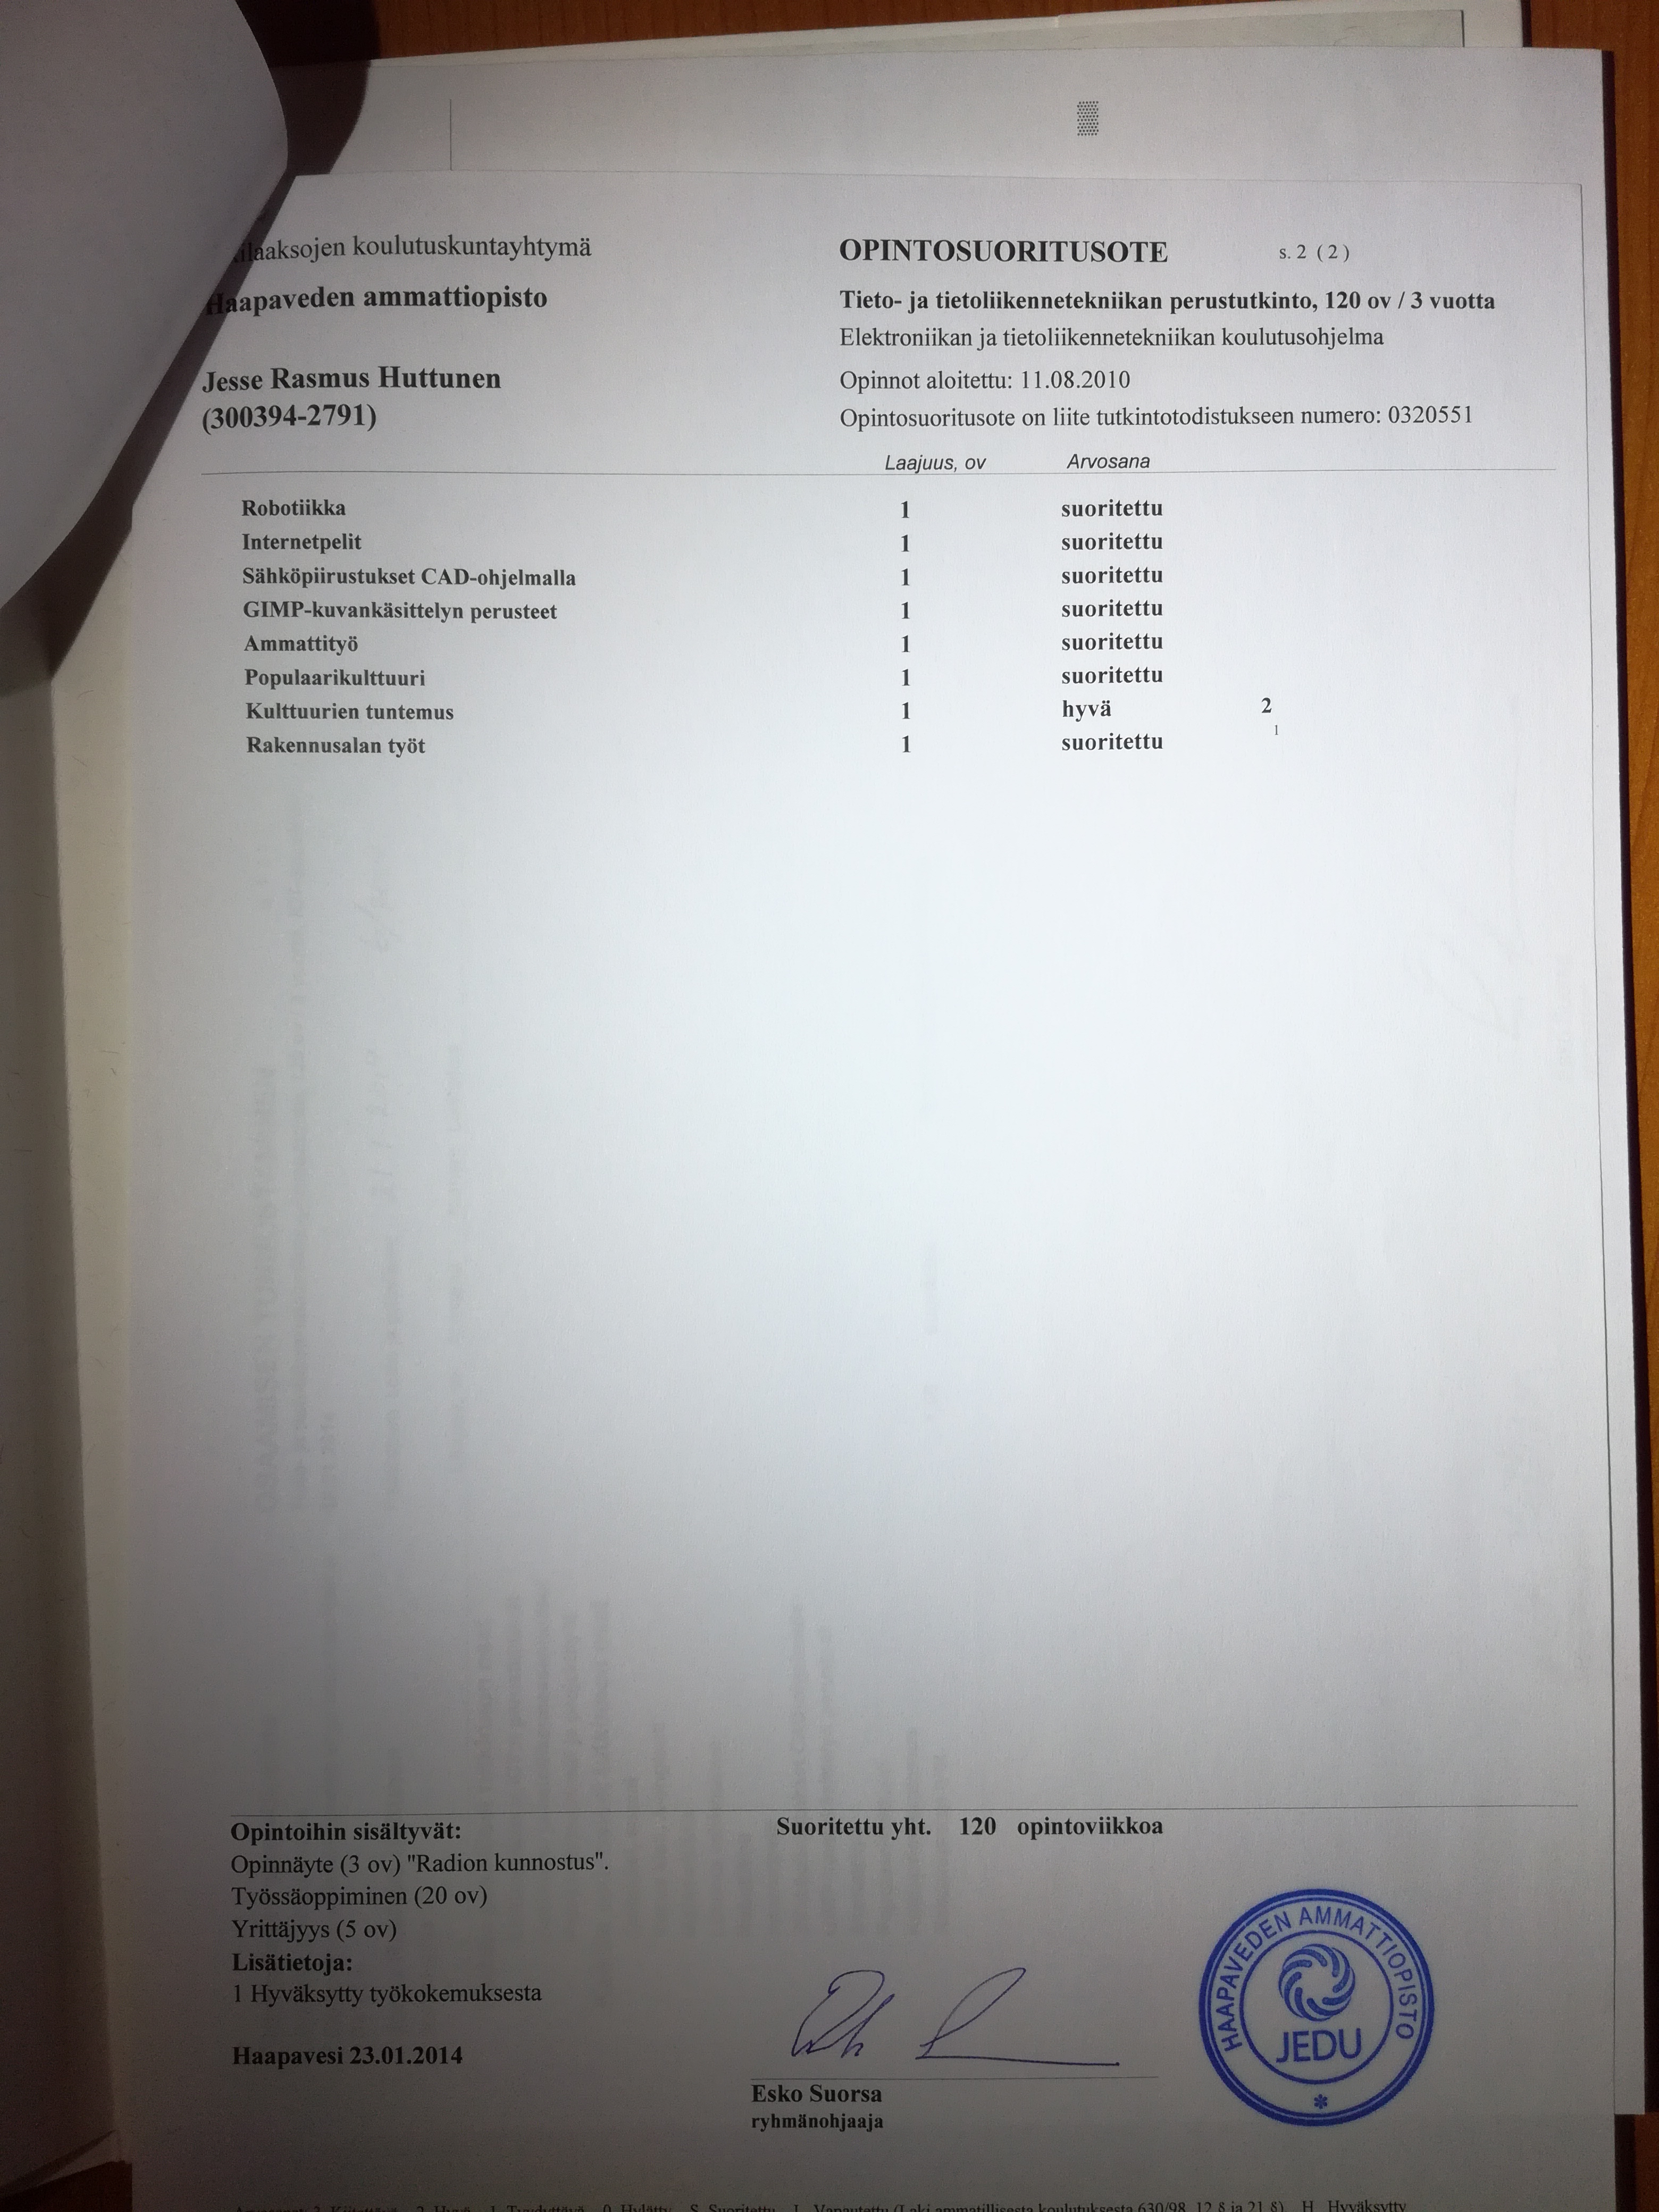 laaksojen koulutuskuntayhtymä
Haapaveden ammattiopisto
Jesse Rasmus Huttunen
(300394-2791)
OPINTOSUORITUSOTE s. 2 ( 2 )
Tieto- ja tietoliikennetekniikan perustutkinto, 120 ov / 3 vuotta
Elektroniikan ja tietoliikennetekniikan koulutusohjelma
Opinnot aloitettu: 11.08.2010
Opintosuoritusote on liite tutkintotodistukseen numero: 0320551
Laajuus, ov Arvosana
Robotiikka 1 suoritettu
Internetpelit 1 suoritettu
Sähköpiirustukset CAD-ohjelmalla 1 suoritettu
GIMP-kuvankäsittelyn perusteet 1 suoritettu
Ammattityö 1 suoritettu
Populaarikulttuuri 1 suoritettu
Kulttuurien tuntemus 1 hyvä 2
Rakennusalan työt 1 suoritettu 1
Opintoihin sisältyvät: Suoritettu yht. 120 opintoviikkoa
Opinnäyte (3 ov) "Radion kunnostus".
Työssäoppiminen (20 ov)
Yrittäjyys (5 ov)
Lisätietoja:
1 Hyväksytty työkokemuksesta
Haapavesi 23.01.2014
Esko Suorsa
ryhmänohjaaja
HAAPAVEDEN AMMATTIOPISTO
JEDU
Arvosanat: 3 Kiitettävä, 2 Hyvä, 1 Tyydyttävä, 0 Hylätty, S Suoritettu, L Vapautettu (Laki ammatillisesta koulutuksesta 630/98, 12 § ja 21 §), H Hyväksytty